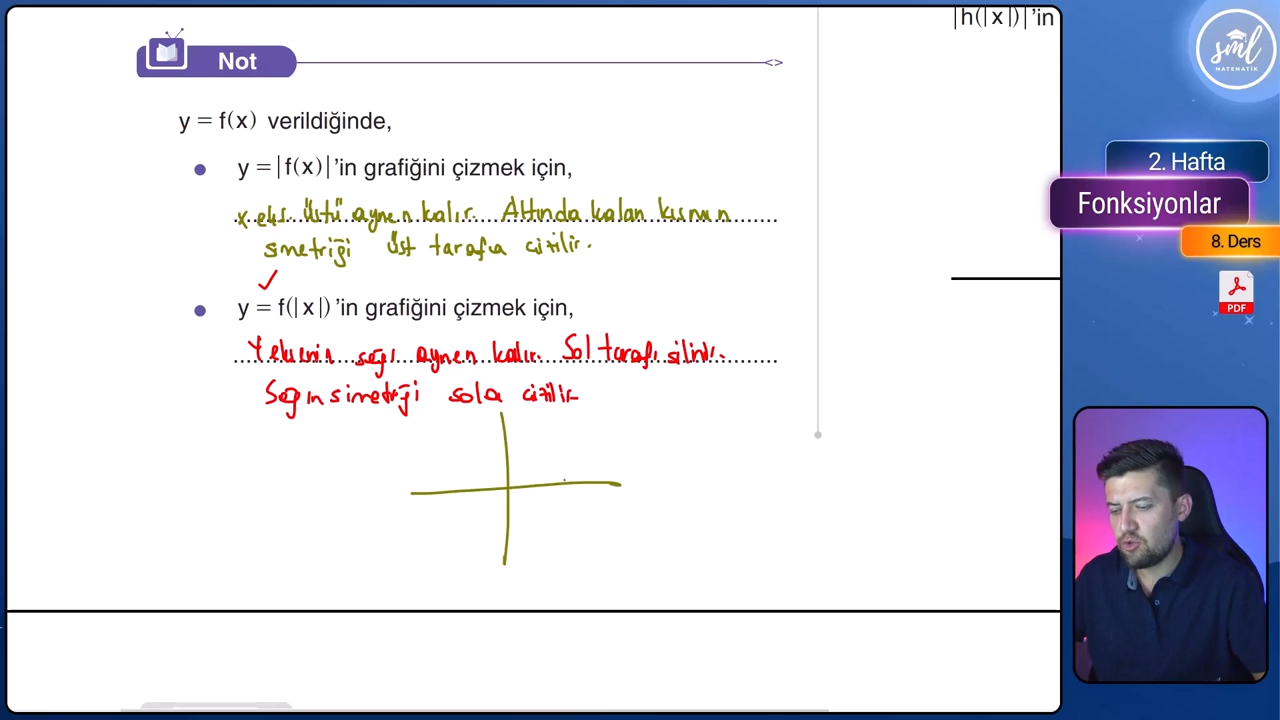 |h(|x|)|'in
Not
y = f(x) verildiğinde,
y = |f(x)|'in grafiğini çizmek için,
x eks. üstü aynen kalır. Altında kalan kısmın
simetriği üst tarafa çizilir.
y = f(|x|)'in grafiğini çizmek için,
Y eksenin sağı aynen kalır. Sol tarafı silinir.
Sağın simetriği sola çizilir
sml
MATEMATİK
2. Hafta
Fonksiyonlar
8. Ders
PDF